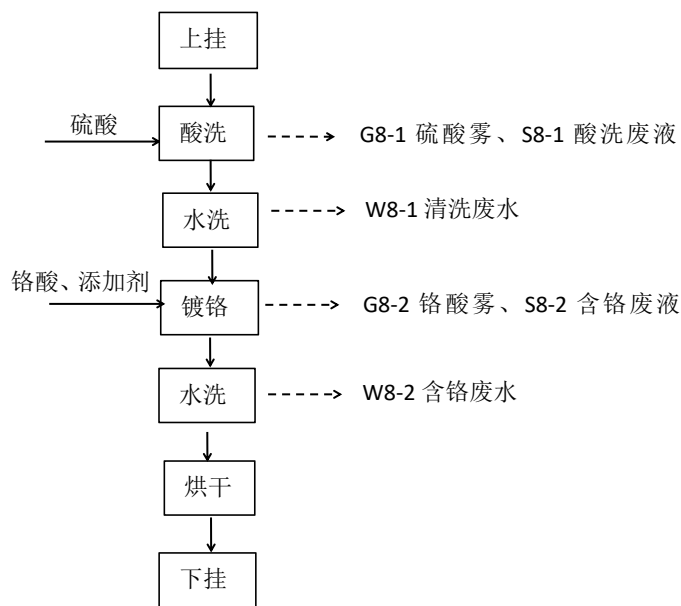 上挂
硫酸
酸洗
G8-1 硫酸雾、S8-1 酸洗废液
水洗
W8-1 清洗废水
铬酸、添加剂
镀铬
G8-2 铬酸雾、S8-2 含铬废液
水洗
W8-2 含铬废水
烘干
下挂